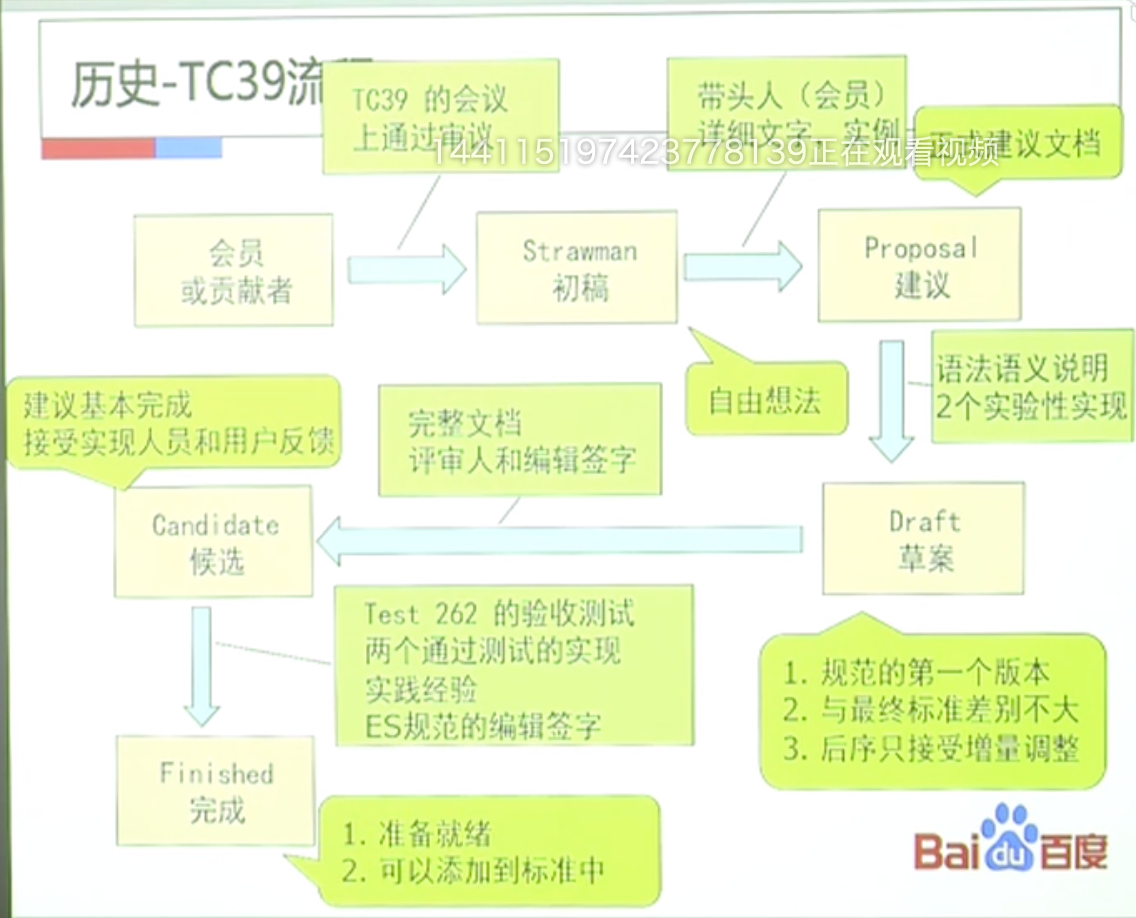 历史-TC39流程
TC39 的会议
上通过审议
带头人（会员）
详细文字、实例
正式建议文档
1441151974237​78139正在观看视频
会员
或贡献者
Strawman
初稿
Proposal
建议
自由想法
语法语义说明
2个实验性实现
建议基本完成
接受实现人员和用户反馈
完整文档
评审人和编辑签字
Candidate
候选
Draft
草案
Test 262 的验收测试
两个通过测试的实现
实践经验
ES规范的编辑签字
1. 规范的第一个版本
2. 与最终标准差别不大
3. 后序只接受增量调整
Finished
完成
1. 准备就绪
2. 可以添加到标准中
Bai du 百度